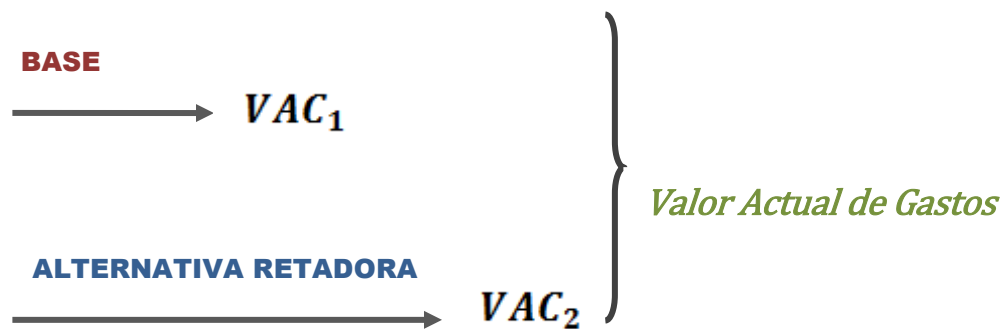 BASE
VAC₁
Valor Actual de Gastos
ALTERNATIVA RETADORA
VAC₂